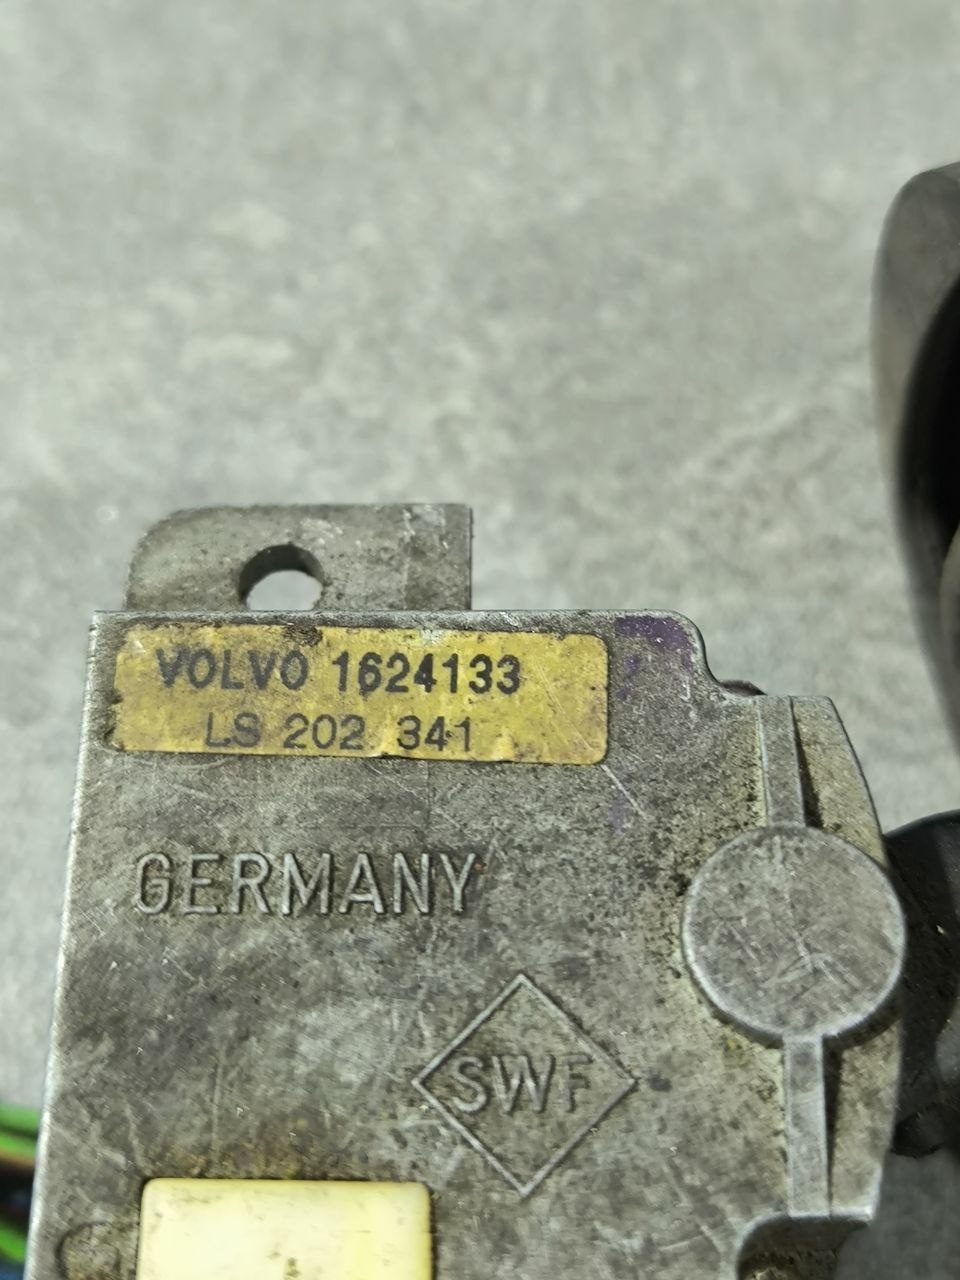 VOLVO 1624133
LS 202 341
GERMANY
SWF